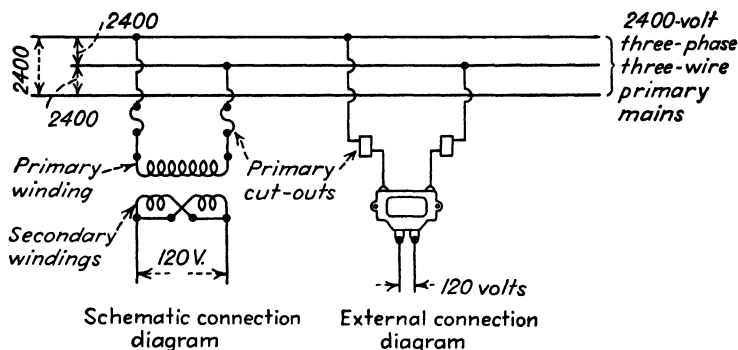 2400
2400
2400
2400-volt
three-phase
three-wire
primary
mains
Primary
winding
Primary
cut-outs
Secondary
windings
120 V.
120 volts
Schematic connection
diagram
External connection
diagram